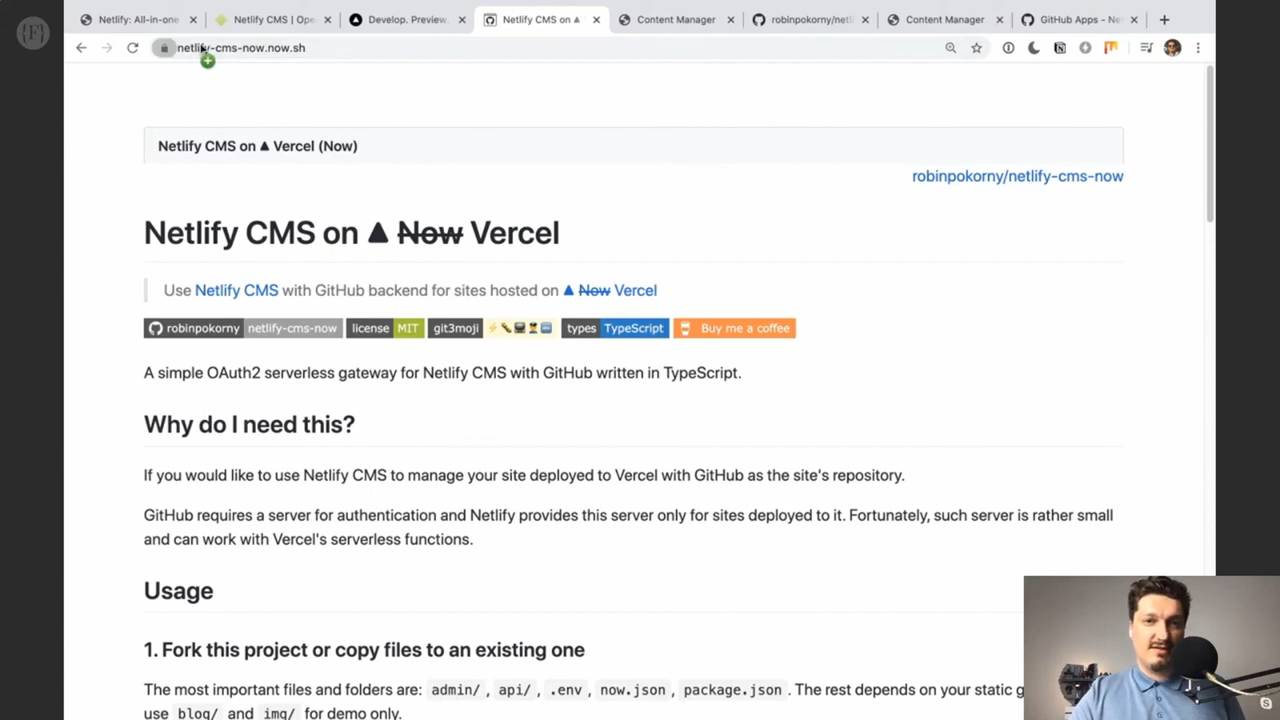 {F}
Netlify: All-in-one
Netlify CMS | Ope
Develop. Preview.
Netlify CMS on ▲
Content Manager
robinpokorny/netl
Content Manager
GitHub Apps - Ne
netlify-cms-now.now.sh
Netlify CMS on ▲ Vercel (Now)
robinpokorny/netlify-cms-now
Netlify CMS on ▲ Now Vercel
Use Netlify CMS with GitHub backend for sites hosted on ▲ Now Vercel
robinpokorny netlify-cms-now license MIT git3moji types TypeScript Buy me a coffee
A simple OAuth2 serverless gateway for Netlify CMS with GitHub written in TypeScript.
Why do I need this?
If you would like to use Netlify CMS to manage your site deployed to Vercel with GitHub as the site's repository.
GitHub requires a server for authentication and Netlify provides this server only for sites deployed to it. Fortunately, such server is rather small
and can work with Vercel's serverless functions.
Usage
1. Fork this project or copy files to an existing one
The most important files and folders are: admin/ , api/ , .env , now.json , package.json . The rest depends on your static g
use blog/ and img/ for demo only.